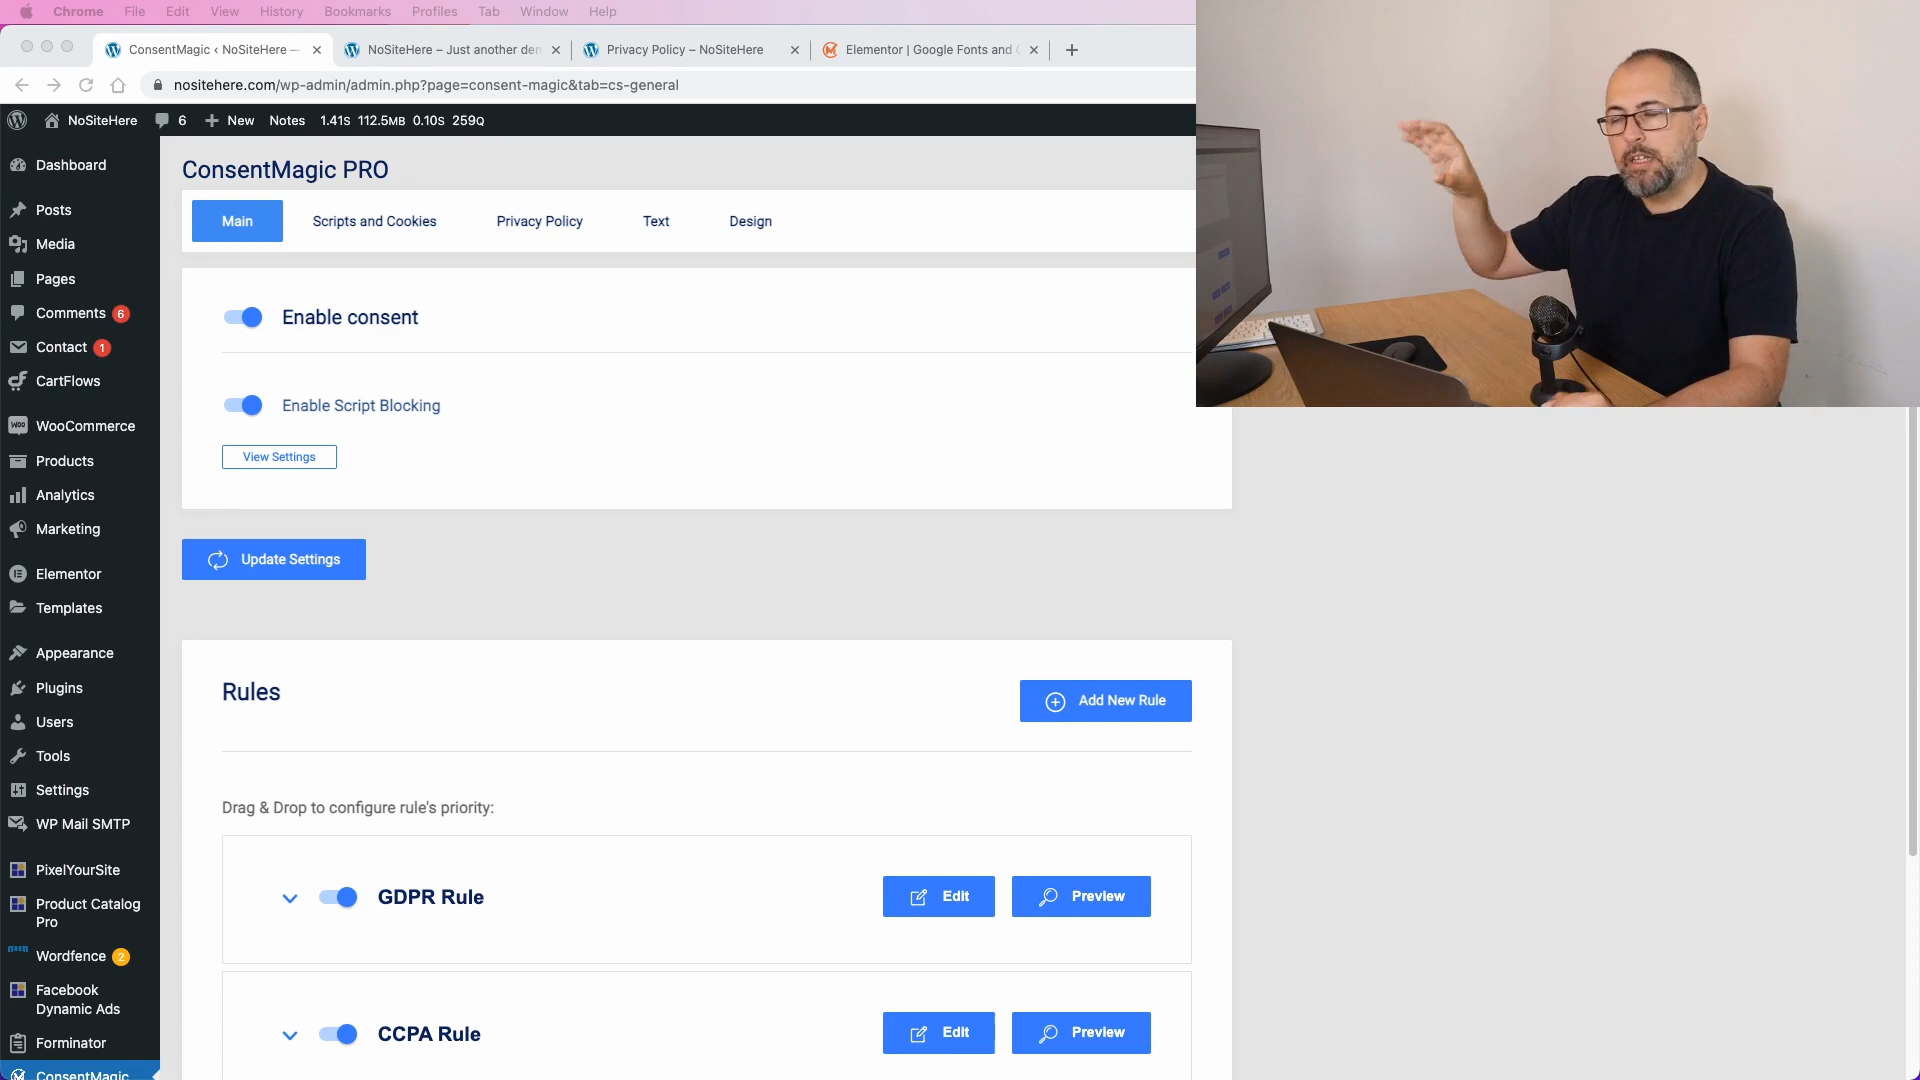 Chrome File Edit View History Bookmarks Profiles Tab Window Help
ConsentMagic ‹ NoSiteHere — NoSiteHere – Just another den Privacy Policy – NoSiteHere Elementor | Google Fonts and
nositehere.com/wp-admin/admin.php?page=consent-magic&tab=cs-general
NoSiteHere 6 New Notes 1.41S 112.5MB 0.10S 259Q
Dashboard
Posts
Media
Pages
Comments 6
Contact 1
CartFlows
WooCommerce
Products
Analytics
Marketing
Elementor
Templates
Appearance
Plugins
Users
Tools
Settings
WP Mail SMTP
PixelYourSite
Product Catalog
Pro
Wordfence 2
Facebook
Dynamic Ads
Forminator
ConsentMagic
ConsentMagic PRO
Main Scripts and Cookies Privacy Policy Text Design
Enable consent
Enable Script Blocking
View Settings
Update Settings
Rules
Add New Rule
Drag & Drop to configure rule's priority:
GDPR Rule Edit Preview
CCPA Rule Edit Preview